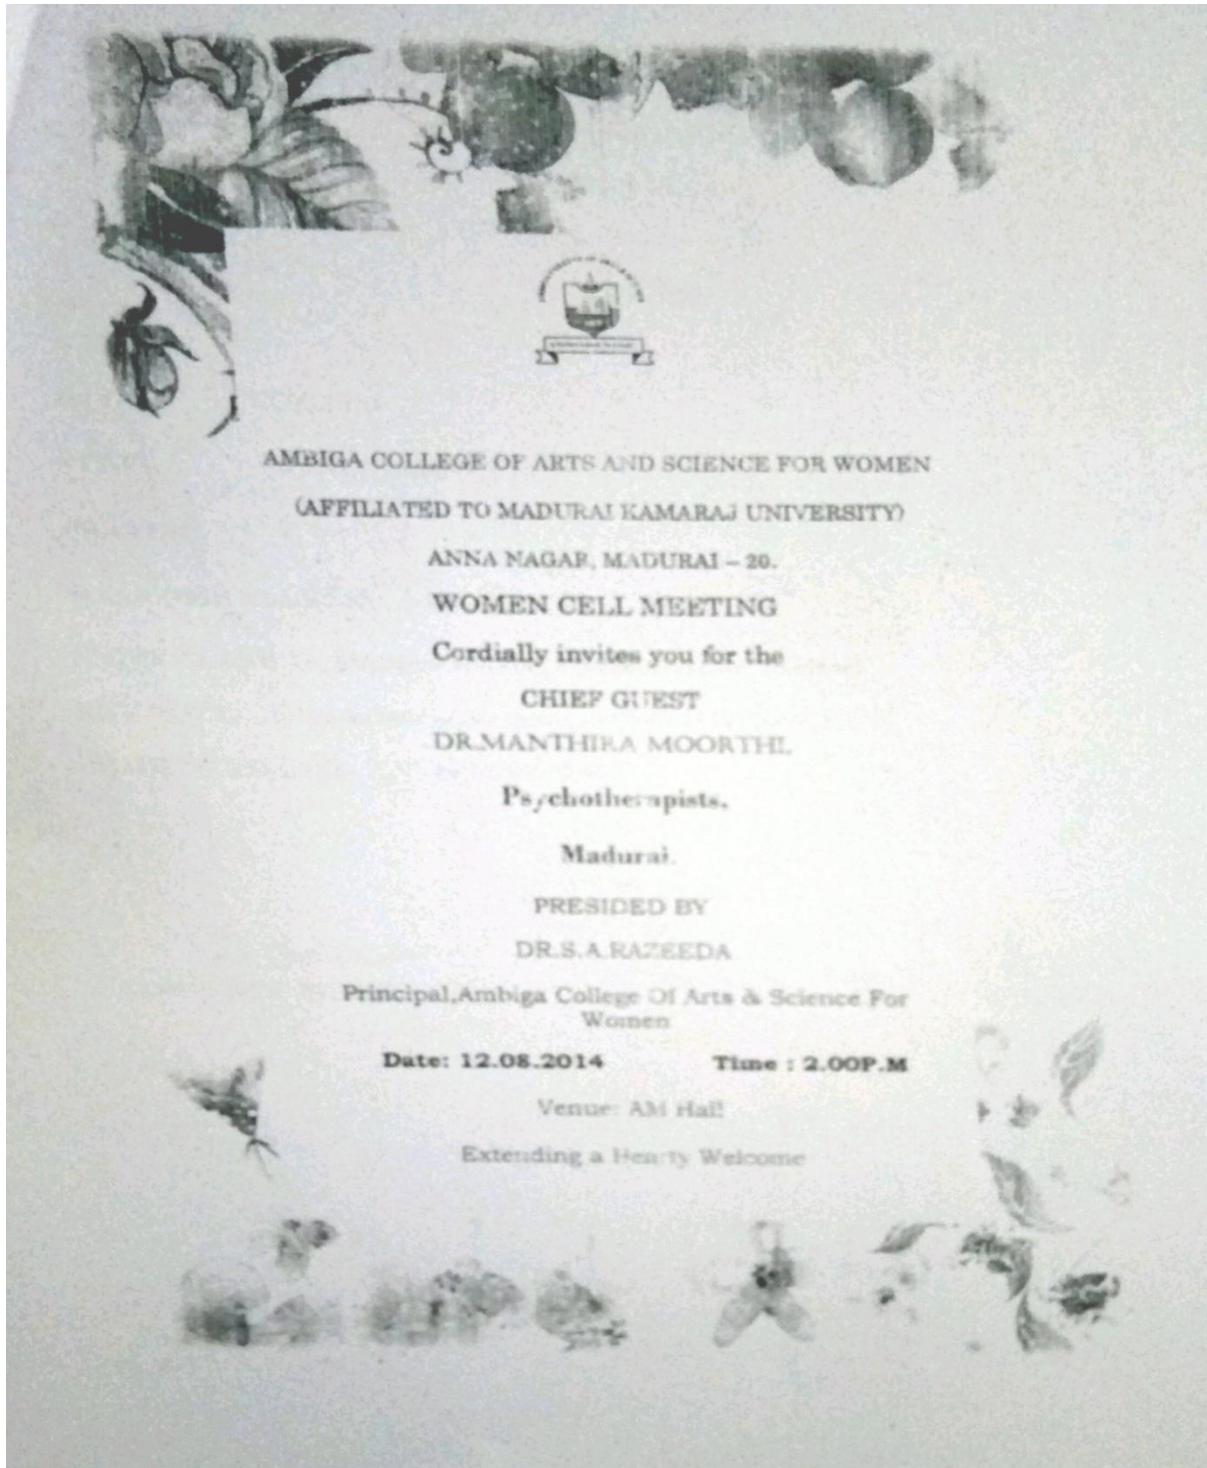 AMBIGA COLLEGE OF ARTS AND SCIENCE FOR WOMEN
(AFFILIATED TO MADURAI KAMARAJ UNIVERSITY)
ANNA NAGAR, MADURAI – 20.
WOMEN CELL MEETING
Cordially invites you for the
CHIEF GUEST
DR.MANTHIRA MOORTHI.
Psychotherapists.
Madurai.
PRESIDED BY
DR.S.A.RAZEEDA
Principal,Ambiga College Of Arts & Science For
Women
Date: 12.08.2014 Time : 2.00P.M
Venue: AM Hall
Extending a Hearty Welcome